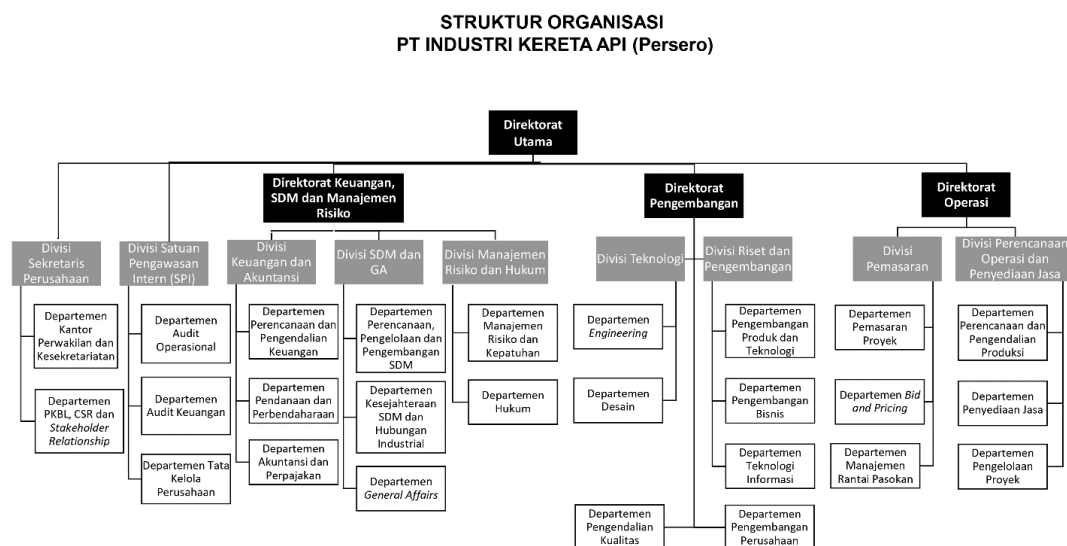 STRUKTUR ORGANISASI
PT INDUSTRI KERETA API (Persero)
Direktorat
Utama
Direktorat Keuangan,
SDM dan Manajemen
Risiko
Direktorat
Pengembangan
Direktorat
Operasi
Divisi
Sekretaris
Perusahaan
Divisi Satuan
Pengawasan
Intern (SPI)
Divisi
Keuangan dan
Akuntansi
Divisi SDM dan
GA
Divisi Manajemen
Risiko dan Hukum
Divisi Teknologi
Divisi Riset dan
Pengembangan
Divisi
Pemasaran
Divisi Perencanaan
Operasi dan
Penyediaan Jasa
Departemen
Kantor
Perwakilan dan
Kesekretariatan
Departemen
PKBL, CSR dan
Stakeholder
Relationship
Departemen
Audit
Operasional
Departemen
Audit Keuangan
Departemen Tata
Kelola
Perusahaan
Departemen
Perencanaan dan
Pengendalian
Keuangan
Departemen
Pendanaan dan
Perbendaharaan
Departemen
Akuntansi dan
Perpajakan
Departemen
Perencanaan,
Pengelolaan dan
Pengembangan
SDM
Departemen
Kesejahteraan
SDM dan
Hubungan
Industrial
Departemen
General Affairs
Departemen
Manajemen
Risiko dan
Kepatuhan
Departemen
Hukum
Departemen
Engineering
Departemen
Desain
Departemen
Pengembangan
Produk dan
Teknologi
Departemen
Pengembangan
Bisnis
Departemen
Teknologi
Informasi
Departemen
Pengendalian
Kualitas
Departemen
Pengembangan
Perusahaan
Departemen
Pemasaran
Proyek
Departemen Bid
and Pricing
Departemen
Manajemen
Rantai Pasokan
Departemen
Perencanaan dan
Pengendalian
Produksi
Departemen
Penyediaan Jasa
Departemen
Pengelolaan
Proyek